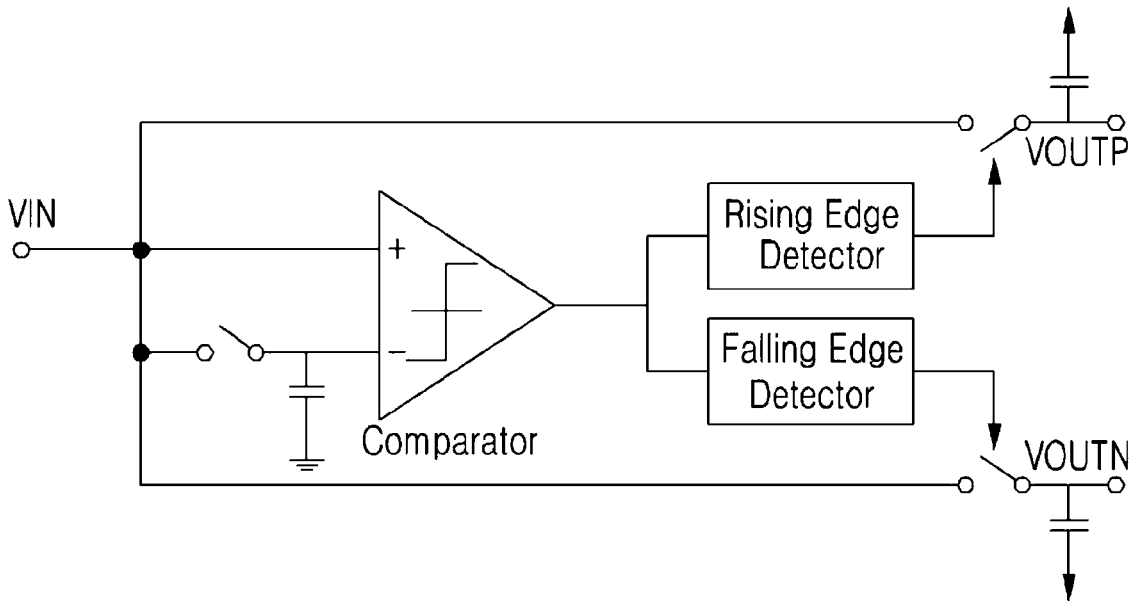 VOUTP
VIN
Rising Edge
Detector
+
−
Falling Edge
Detector
Comparator
VOUTN